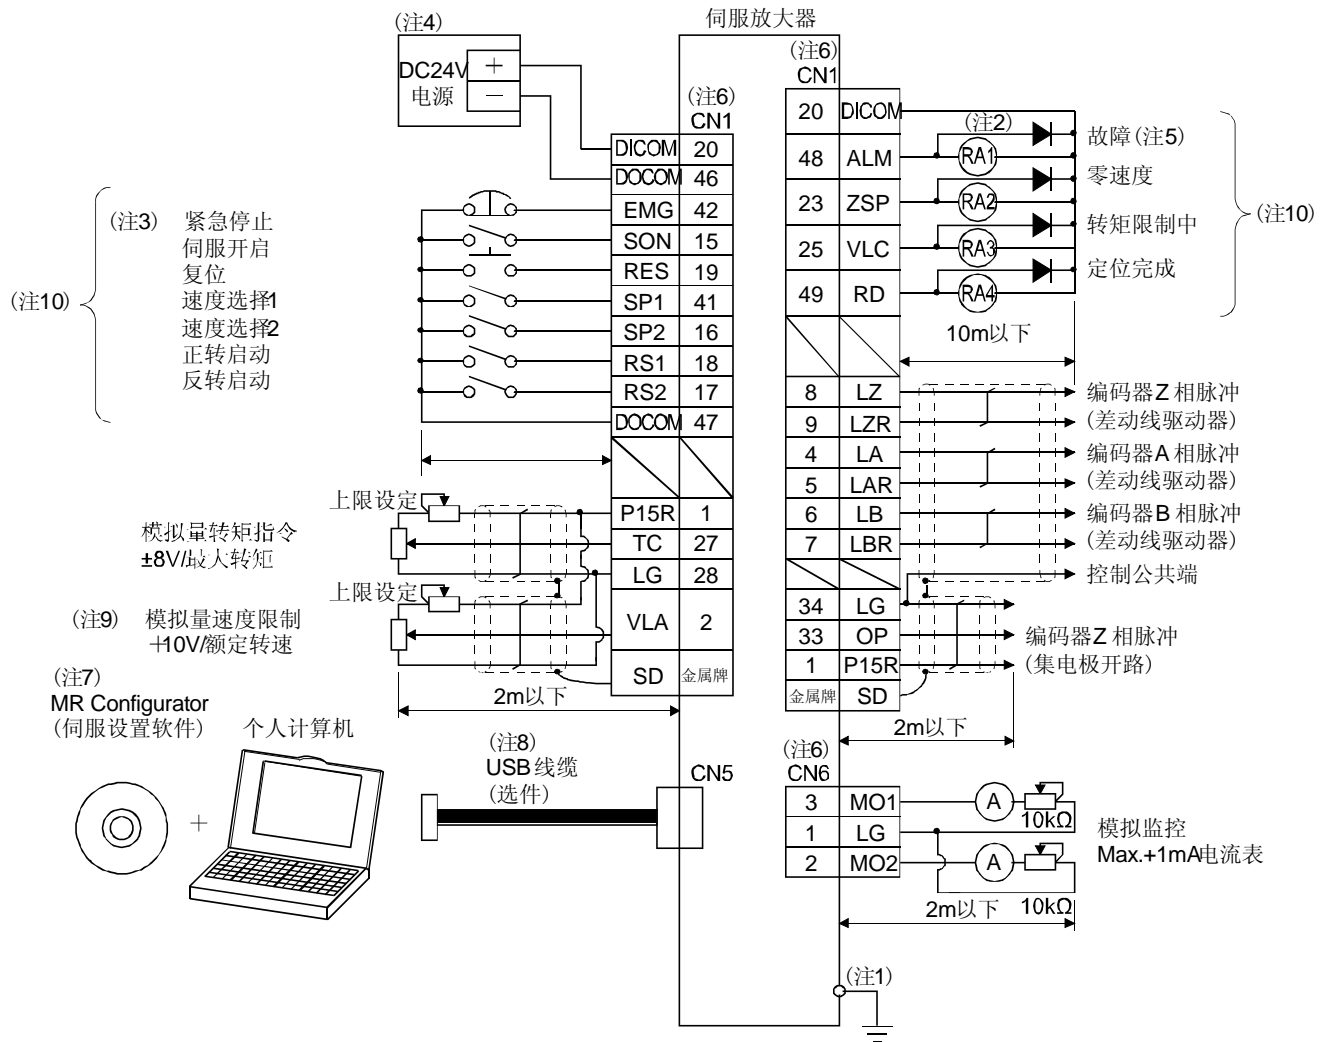 伺服放大器
(注4)
DC24V
电源
+
−
(注6)
CN1
DICOM 20
DOCOM 46
EMG 42
SON 15
RES 19
SP1 41
SP2 16
RS1 18
RS2 17
DOCOM 47
P15R 1
TC 27
LG 28
VLA 2
SD 金属牌
(注10)
(注3) 紧急停止
伺服开启
复位
速度选择1
速度选择2
正转启动
反转启动
上限设定
模拟量转矩指令
±8V/最大转矩
上限设定
(注9) 模拟量速度限制
+10V/额定转速
2m以下
(注7)
MR Configurator
(伺服设置软件)
个人计算机
+
(注8)
USB线缆
(选件)
CN5
(注6)
CN1
20 DICOM
48 ALM
23 ZSP
25 VLC
49 RD
8 LZ
9 LZR
4 LA
5 LAR
6 LB
7 LBR
34 LG
33 OP
1 P15R
金属牌 SD
(注2)
RA1
RA2
RA3
RA4
故障(注5)
零速度
转矩限制中
定位完成
(注10)
10m以下
编码器Z相脉冲
(差动线驱动器)
编码器A相脉冲
(差动线驱动器)
编码器B相脉冲
(差动线驱动器)
控制公共端
编码器Z相脉冲
(集电极开路)
2m以下
(注6)
CN6
3 MO1
1 LG
2 MO2
A
10kΩ
A
10kΩ
模拟监控
Max.+1mA电流表
2m以下
(注1)